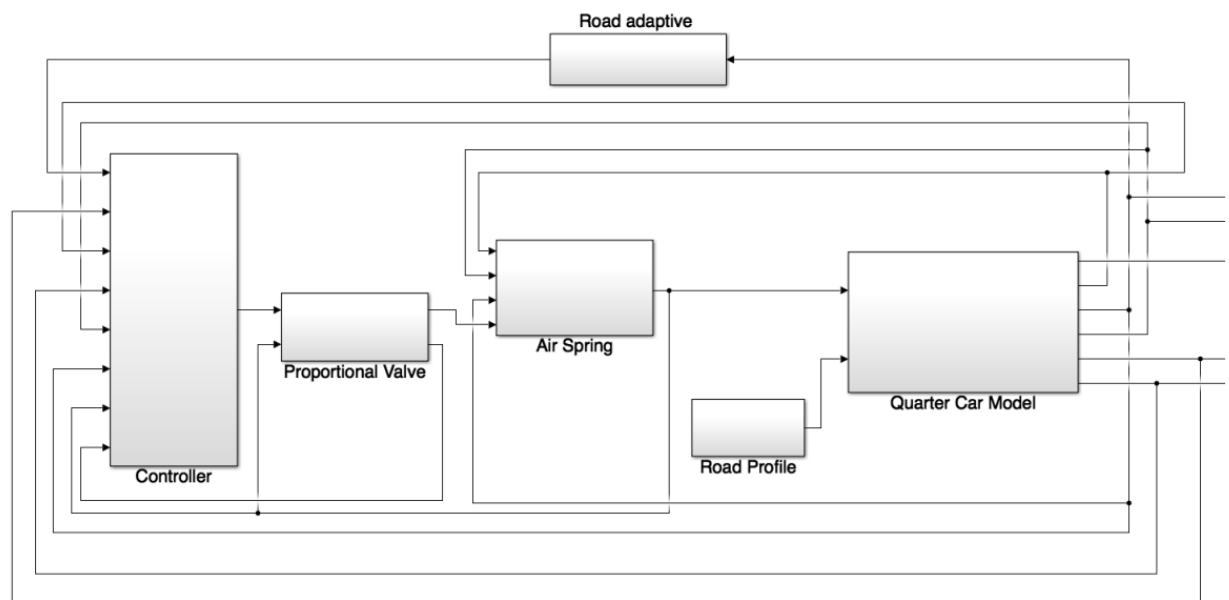 Road adaptive
Air Spring
Proportional Valve
Quarter Car Model
Road Profile
Controller